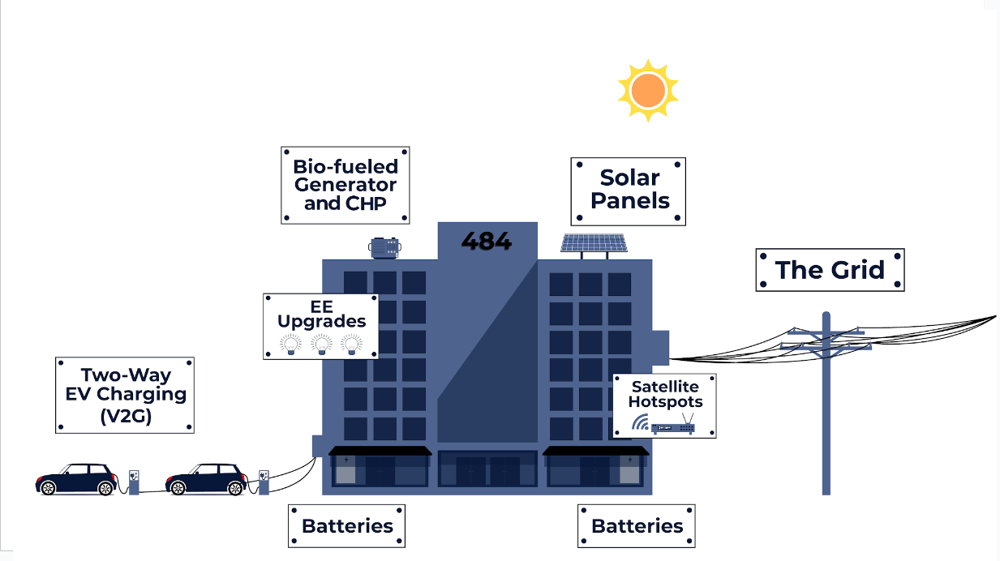 Bio-fueled
Generator
and CHP
Solar
Panels
484
The Grid
EE
Upgrades
Two-Way
EV Charging
(V2G)
Satellite
Hotspots
Batteries
Batteries